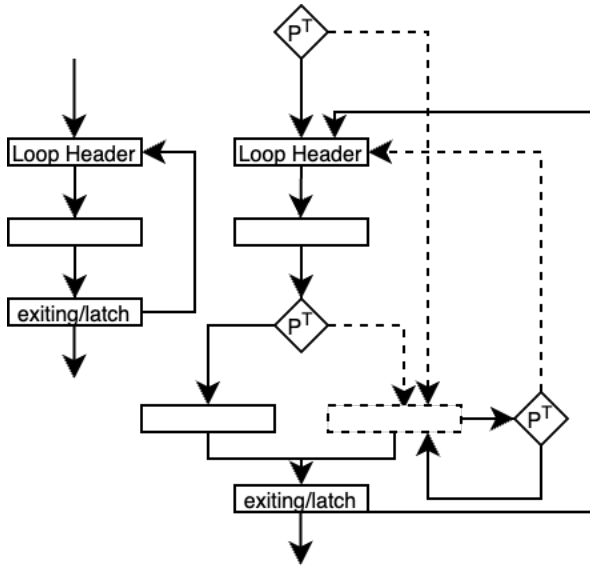 P^T
Loop Header
Loop Header
exiting/latch
P^T
P^T
exiting/latch